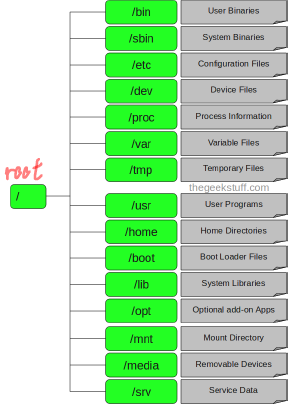 /bin User Binaries
/sbin System Binaries
/etc Configuration Files
/dev Device Files
/proc Process Information
/var Variable Files
/tmp Temporary Files
root
thegeekstuff.com
/
/usr User Programs
/home Home Directories
/boot Boot Loader Files
/lib System Libraries
/opt Optional add-on Apps
/mnt Mount Directory
/media Removable Devices
/srv Service Data